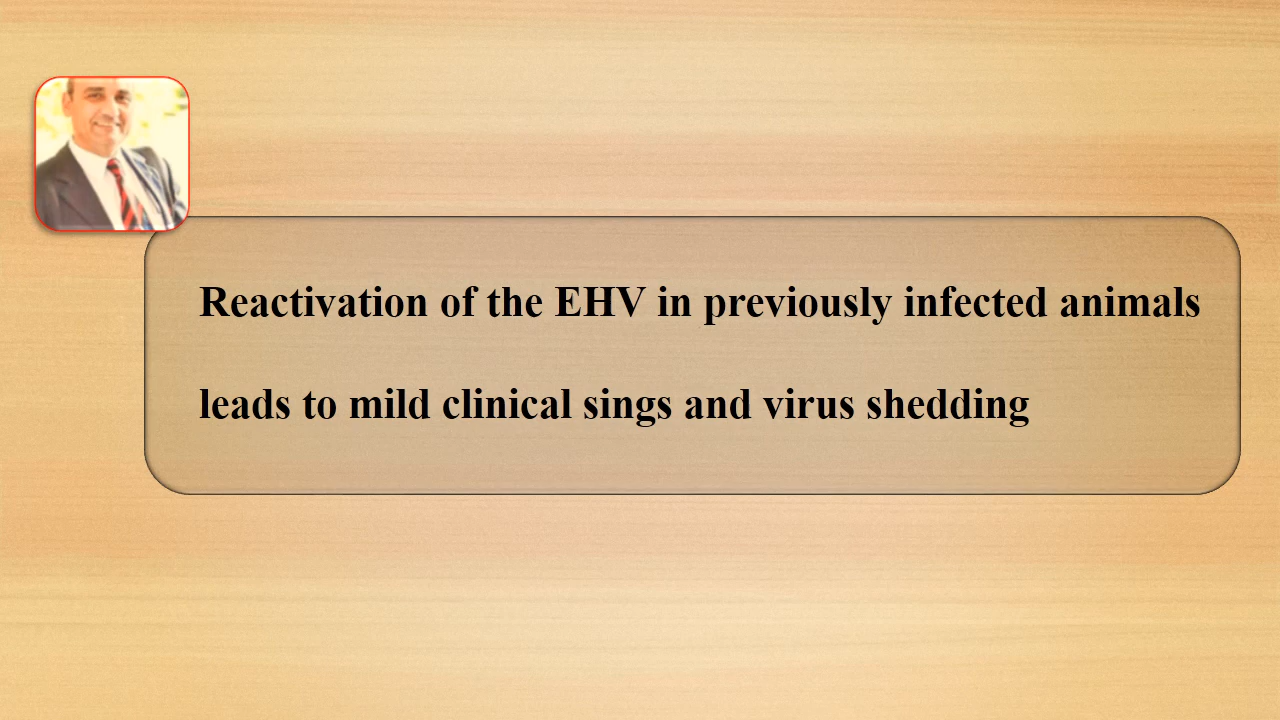 Reactivation of the EHV in previously infected animals
leads to mild clinical sings and virus shedding